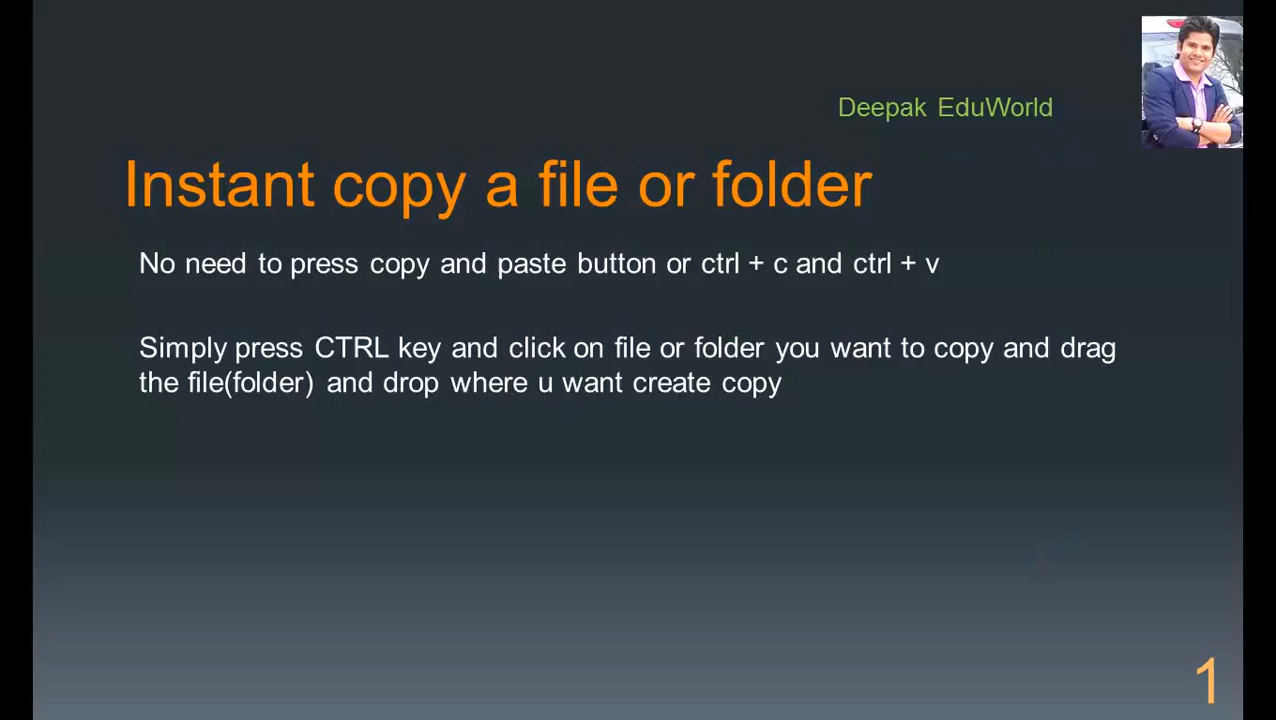 Deepak EduWorld
Instant copy a file or folder
No need to press copy and paste button or ctrl + c and ctrl + v
Simply press CTRL key and click on file or folder you want to copy and drag
the file(folder) and drop where u want create copy
1